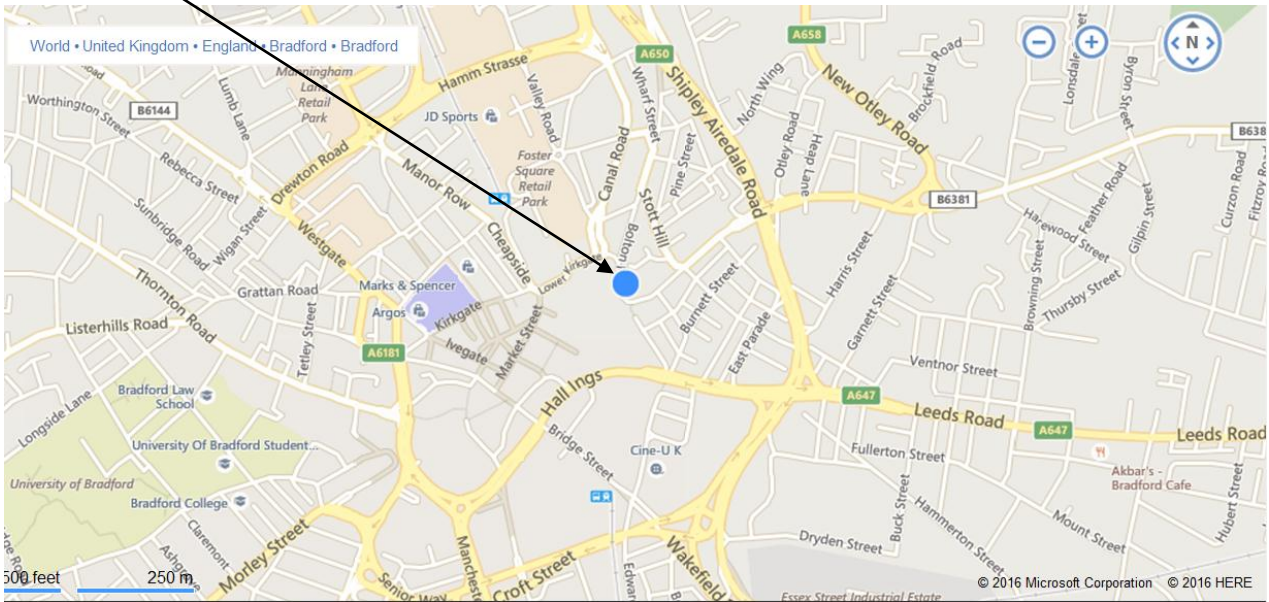 World • United Kingdom • England • Bradford • Bradford
Manningham
Lane
Retail
Park
Hamm Strasse
A650
A658
N
Lonsdale
Byron Street
Brockfield Road
North Wing
New Otley Road
Lumb Lane
Road
Worthington Street
B6144
JD Sports
Valley Road
Wharf Street
Shipley Airedale Road
Otley Road
Heap Lane
Rebecca Street
Drewton Road
Manor Row
Foster
Square
Retail
Park
Canal Road
Pine Street
B6381
Feather Road
Gilpin Street
Curzon Road
Fitzroy
Sunbridge Road
Wigan Street
Westgate
Cheapside
Stott Hill
Bolton
Harewood Street
Harris Street
Thornton Road
Grattan Road
Marks & Spencer
Lower Kirkgate
Burnett Street
Garnett Street
Browning Street
Thursby Street
Argos
Kirkgate
Listerhills Road
Tetley Street
A6181
Ivegate
Market Street
East Parade
Ventnor Street
Bradford Law
School
Hall Ings
A647
Leeds Road
A647
Leeds Road
Longside Lane
University Of Bradford Student...
Bridge Street
Cine-U K
Fullerton Street
Akbar's -
Bradford Cafe
University of Bradford
Bradford College
Buck Street
Hammerton Street
Mount Street
Hubert Street
Claremont
Morley Street
Manchester
Croft Street
Wakefield
Dryden Street
Ashgrove
Senior Way
Edward
Essex Street Industrial Estate
500 feet
250 m
© 2016 Microsoft Corporation © 2016 HERE